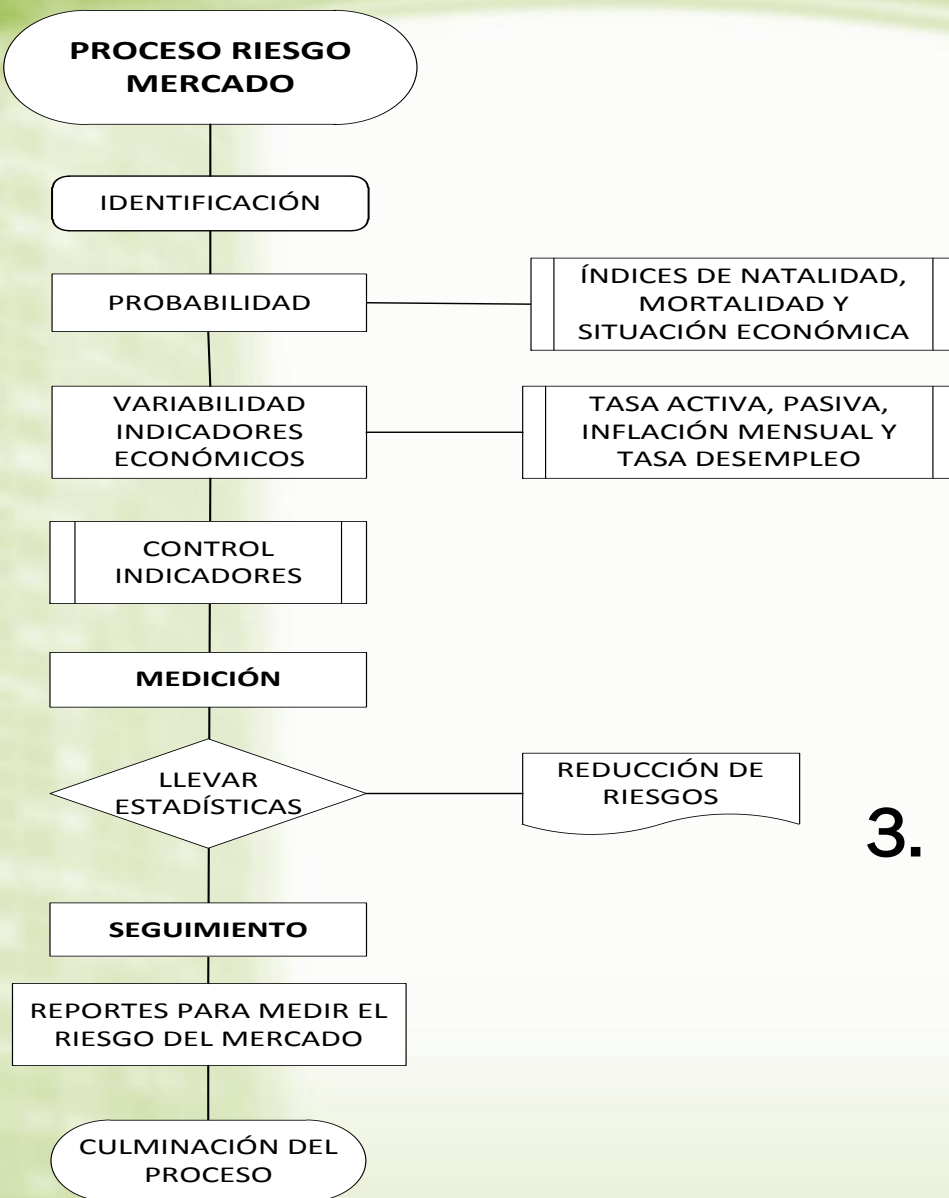 PROCESO RIESGO
MERCADO
IDENTIFICACIÓN
PROBABILIDAD
ÍNDICES DE NATALIDAD,
MORTALIDAD Y
SITUACIÓN ECONÓMICA
VARIABILIDAD
INDICADORES
ECONÓMICOS
TASA ACTIVA, PASIVA,
INFLACIÓN MENSUAL Y
TASA DESEMPLEO
CONTROL
INDICADORES
MEDICIÓN
LLEVAR
ESTADÍSTICAS
REDUCCIÓN DE
RIESGOS
3.
SEGUIMIENTO
REPORTES PARA MEDIR EL
RIESGO DEL MERCADO
CULMINACIÓN DEL
PROCESO